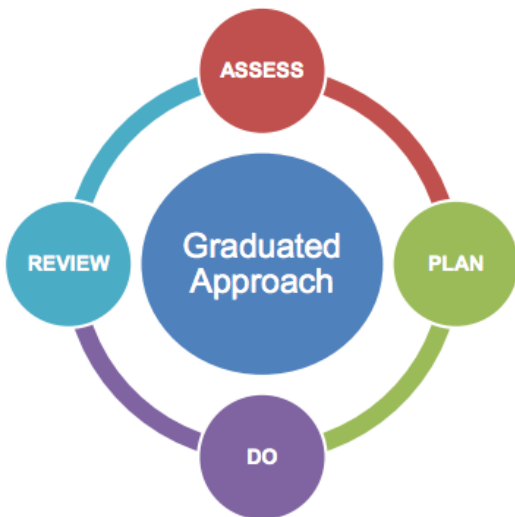 ASSESS
REVIEW
Graduated
Approach
PLAN
DO